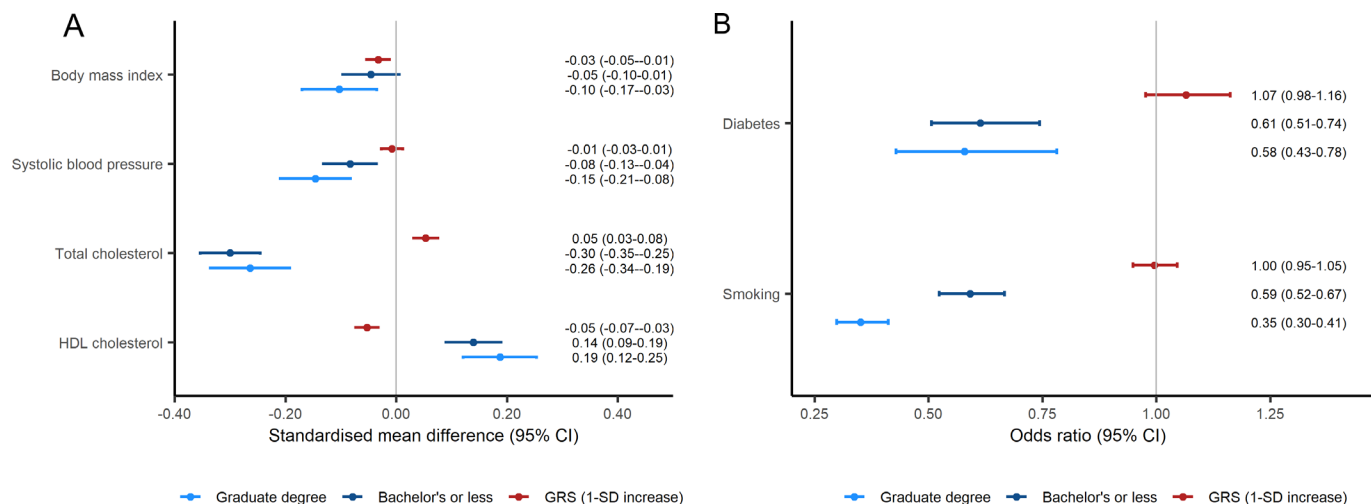 A
Body mass index
-0.03 (-0.05--0.01)
-0.05 (-0.10-0.01)
-0.10 (-0.17--0.03)
Systolic blood pressure
-0.01 (-0.03-0.01)
-0.08 (-0.13--0.04)
-0.15 (-0.21--0.08)
Total cholesterol
0.05 (0.03-0.08)
-0.30 (-0.35--0.25)
-0.26 (-0.34--0.19)
HDL cholesterol
-0.05 (-0.07--0.03)
0.14 (0.09-0.19)
0.19 (0.12-0.25)
-0.40 -0.20 0.00 0.20 0.40
Standardised mean difference (95% CI)
Graduate degree Bachelor's or less GRS (1-SD increase)
B
Diabetes
1.07 (0.98-1.16)
0.61 (0.51-0.74)
0.58 (0.43-0.78)
Smoking
1.00 (0.95-1.05)
0.59 (0.52-0.67)
0.35 (0.30-0.41)
0.25 0.50 0.75 1.00 1.25
Odds ratio (95% CI)
Graduate degree Bachelor's or less GRS (1-SD increase)